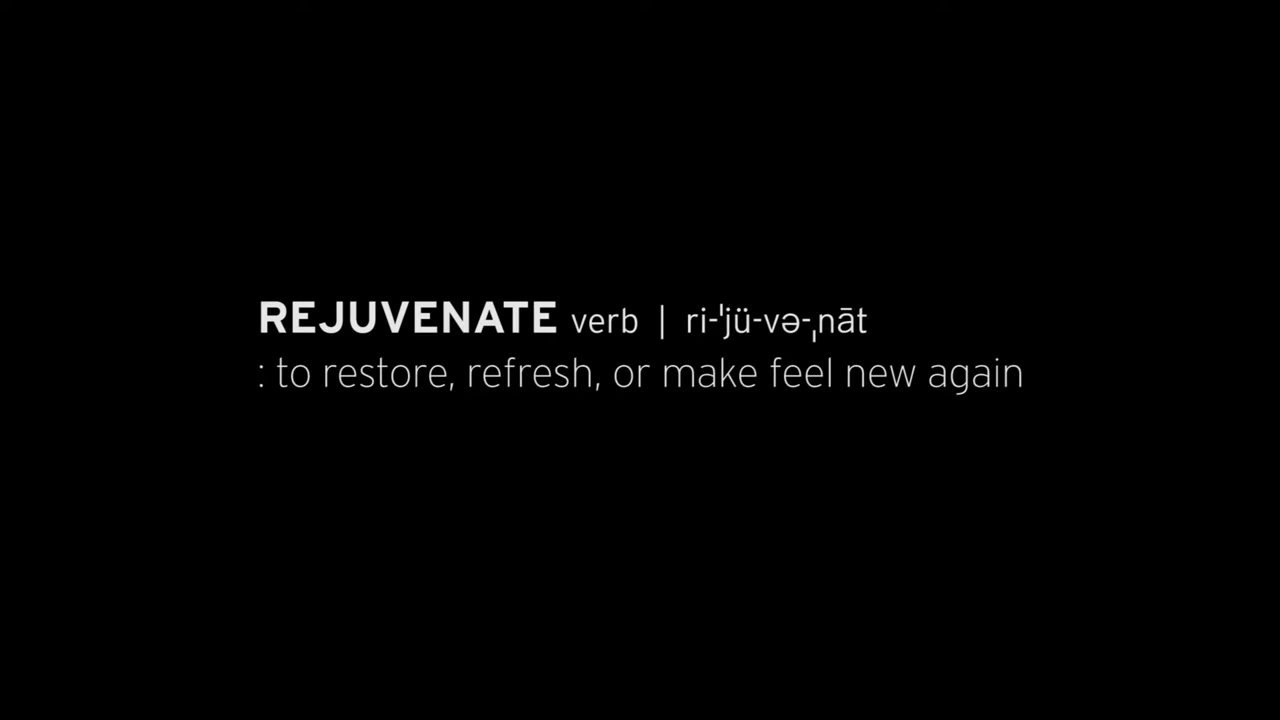 REJUVENATE verb | ri-ˈjü-və-ˌnāt
: to restore, refresh, or make feel new again